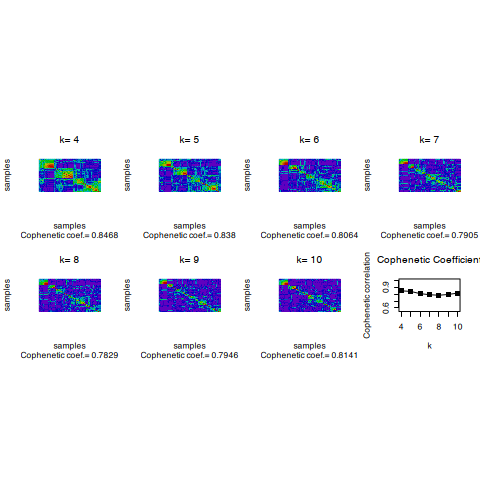 k= 4
samples
samples
Cophenetic coef.= 0.8468
k= 5
samples
samples
Cophenetic coef.= 0.838
k= 6
samples
samples
Cophenetic coef.= 0.8064
k= 7
samples
samples
Cophenetic coef.= 0.7905
k= 8
samples
samples
Cophenetic coef.= 0.7829
k= 9
samples
samples
Cophenetic coef.= 0.7946
k= 10
samples
samples
Cophenetic coef.= 0.8141
Cophenetic Coefficient
Cophenetic correlation
0.9
0.6
4 6 8 10
k